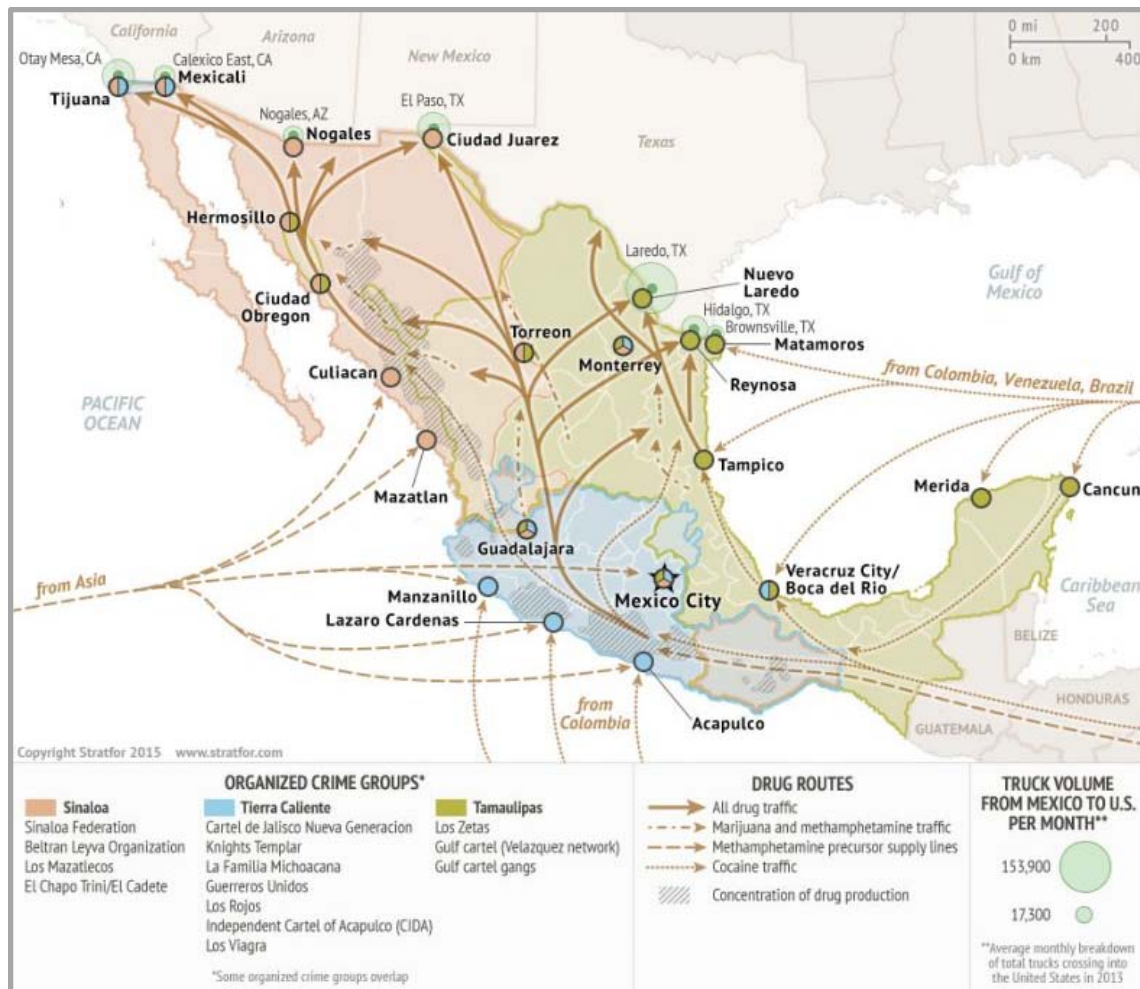 California
Arizona
New Mexico
Texas
0 mi 200
0 km 400
Otay Mesa, CA
Calexico East, CA
Mexicali
Tijuana
Nogales, AZ
Nogales
El Paso, TX
Ciudad Juarez
Hermosillo
Ciudad
Obregon
Laredo, TX
Nuevo
Laredo
Gulf of
Mexico
Hidalgo, TX
Brownsville, TX
Matamoros
Torreon
Monterrey
Reynosa
Culiacan
from Colombia, Venezuela, Brazil
PACIFIC
OCEAN
Mazatlan
Tampico
Merida
Cancun
Guadalajara
from Asia
Manzanillo
Mexico City
Veracruz City/
Boca del Rio
Caribbean
Sea
Lazaro Cardenas
BELIZE
from
Colombia
Acapulco
HONDURAS
GUATEMALA
Copyright Stratfor 2015 www.stratfor.com
ORGANIZED CRIME GROUPS*
Sinaloa
Sinaloa Federation
Beltran Leyva Organization
Los Mazatlecos
El Chapo Trini/El Cadete
Tierra Caliente
Cartel de Jalisco Nueva Generacion
Knights Templar
La Familia Michoacana
Guerreros Unidos
Los Rojos
Independent Cartel of Acapulco (CIDA)
Los Viagra
Tamaulipas
Los Zetas
Gulf cartel (Velazquez network)
Gulf cartel gangs
*Some organized crime groups overlap
DRUG ROUTES
All drug traffic
Marijuana and methamphetamine traffic
Methamphetamine precursor supply lines
Cocaine traffic
Concentration of drug production
TRUCK VOLUME
FROM MEXICO TO U.S.
PER MONTH**
153,900
17,300
**Average monthly breakdown
of total trucks crossing into
the United States in 2013